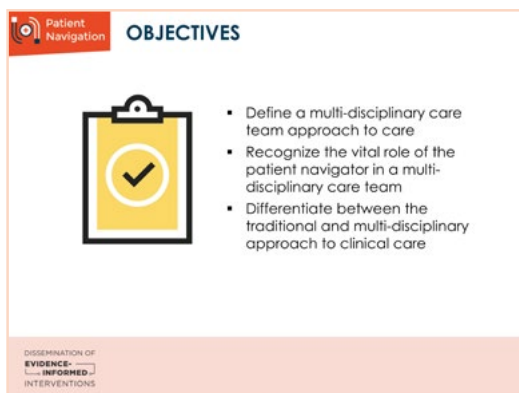 Patient
Navigation
OBJECTIVES
▪ Define a multi-disciplinary care
team approach to care
▪ Recognize the vital role of the
patient navigator in a multi-
disciplinary care team
▪ Differentiate between the
traditional and multi-disciplinary
approach to clinical care
DISSEMINATION OF
EVIDENCE-
INFORMED
INTERVENTIONS